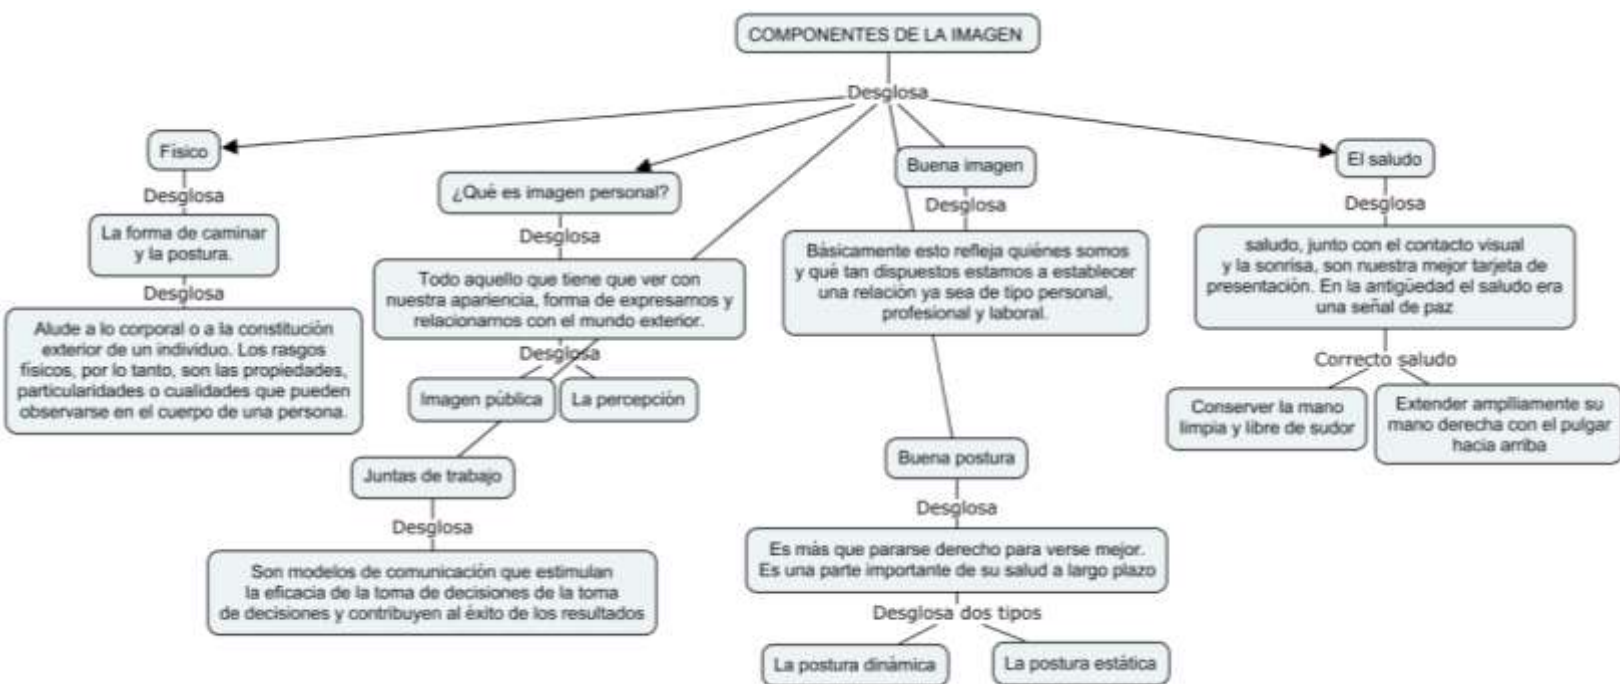 COMPONENTES DE LA IMAGEN
Desglosa
Físico
Desglosa
La forma de caminar
y la postura.
Desglosa
Alude a lo corporal o a la constitución
exterior de un individuo. Los rasgos
físicos, por lo tanto, son las propiedades,
particularidades o cualidades que pueden
observarse en el cuerpo de una persona.
¿Qué es imagen personal?
Desglosa
Todo aquello que tiene que ver con
nuestra apariencia, forma de expresarnos y
relacionarnos con el mundo exterior.
Desglosa
Imagen pública
La percepción
Juntas de trabajo
Desglosa
Son modelos de comunicación que estimulan
la eficacia de la toma de decisiones de la toma
de decisiones y contribuyen al éxito de los resultados
Buena imagen
Desglosa
Básicamente esto refleja quiénes somos
y qué tan dispuestos estamos a establecer
una relación ya sea de tipo personal,
profesional y laboral.
Buena postura
Desglosa
Es más que pararse derecho para verse mejor.
Es una parte importante de su salud a largo plazo
Desglosa dos tipos
La postura dinámica
La postura estática
El saludo
Desglosa
saludo, junto con el contacto visual
y la sonrisa, son nuestra mejor tarjeta de
presentación. En la antigüedad el saludo era
una señal de paz
Correcto saludo
Conserver la mano
limpia y libre de sudor
Extender ampliamente su
mano derecha con el pulgar
hacia arriba